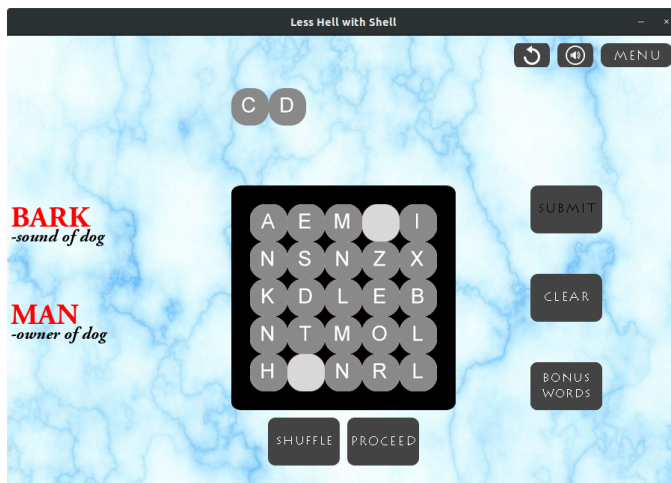 Less Hell with Shell
MENU
C D
BARK
-sound of dog
MAN
-owner of dog
A E M I
N S N Z X
K D L E B
N T M O L
H N R L
SUBMIT
CLEAR
BONUS
WORDS
SHUFFLE PROCEED